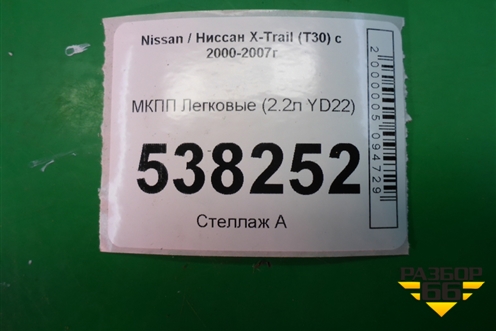 Nissan / Ниссан X-Trail (T30) с
2000-2007г
МКПП Легковые (2.2л YD22)
538252
Стеллаж А
2000005094729
РАЗБОР
66